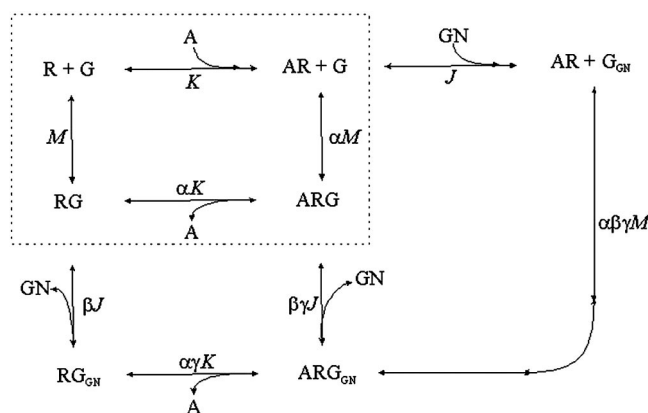 A
GN
R + G
AR + G
AR + G_GN
K
J
M
αM
αK
RG
ARG
A
αβγM
GN
βJ
βγJ
GN
αγK
RG_GN
ARG_GN
A